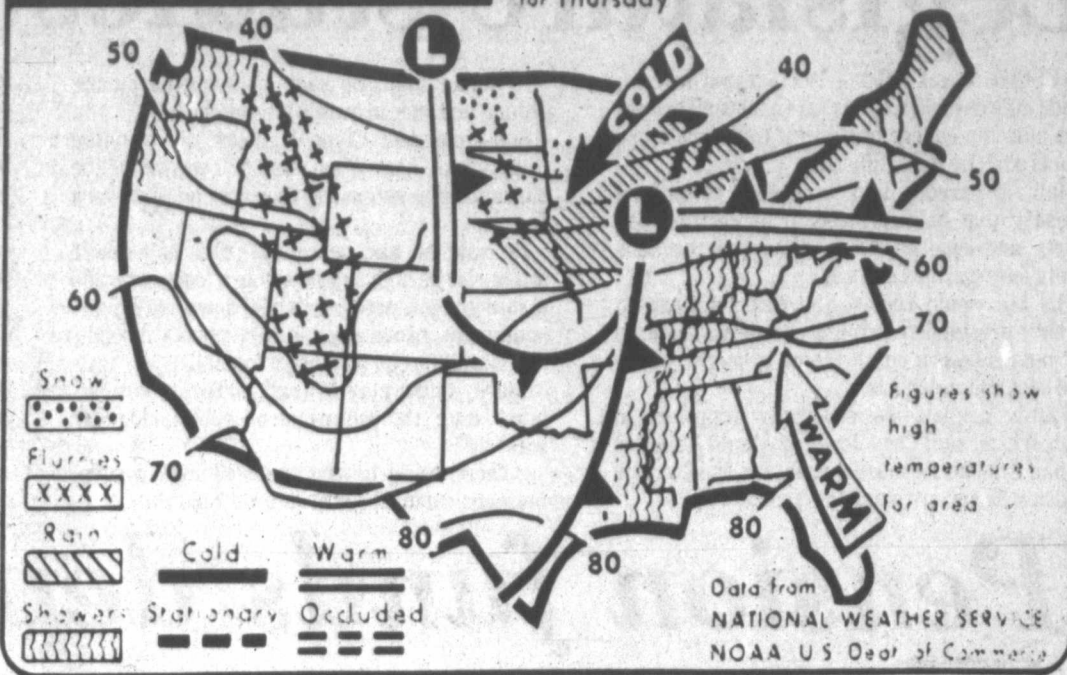 for Thursday
50
40
L
COLD
40
50
L
60
60
70
Figures show
high
temperatures
for area
WARM
70
80
80
80
Snow
Flurries
Rain
Showers
Cold
Warm
Stationary
Occluded
Data from
NATIONAL WEATHER SERVICE
NOAA U S Dept of Commerce